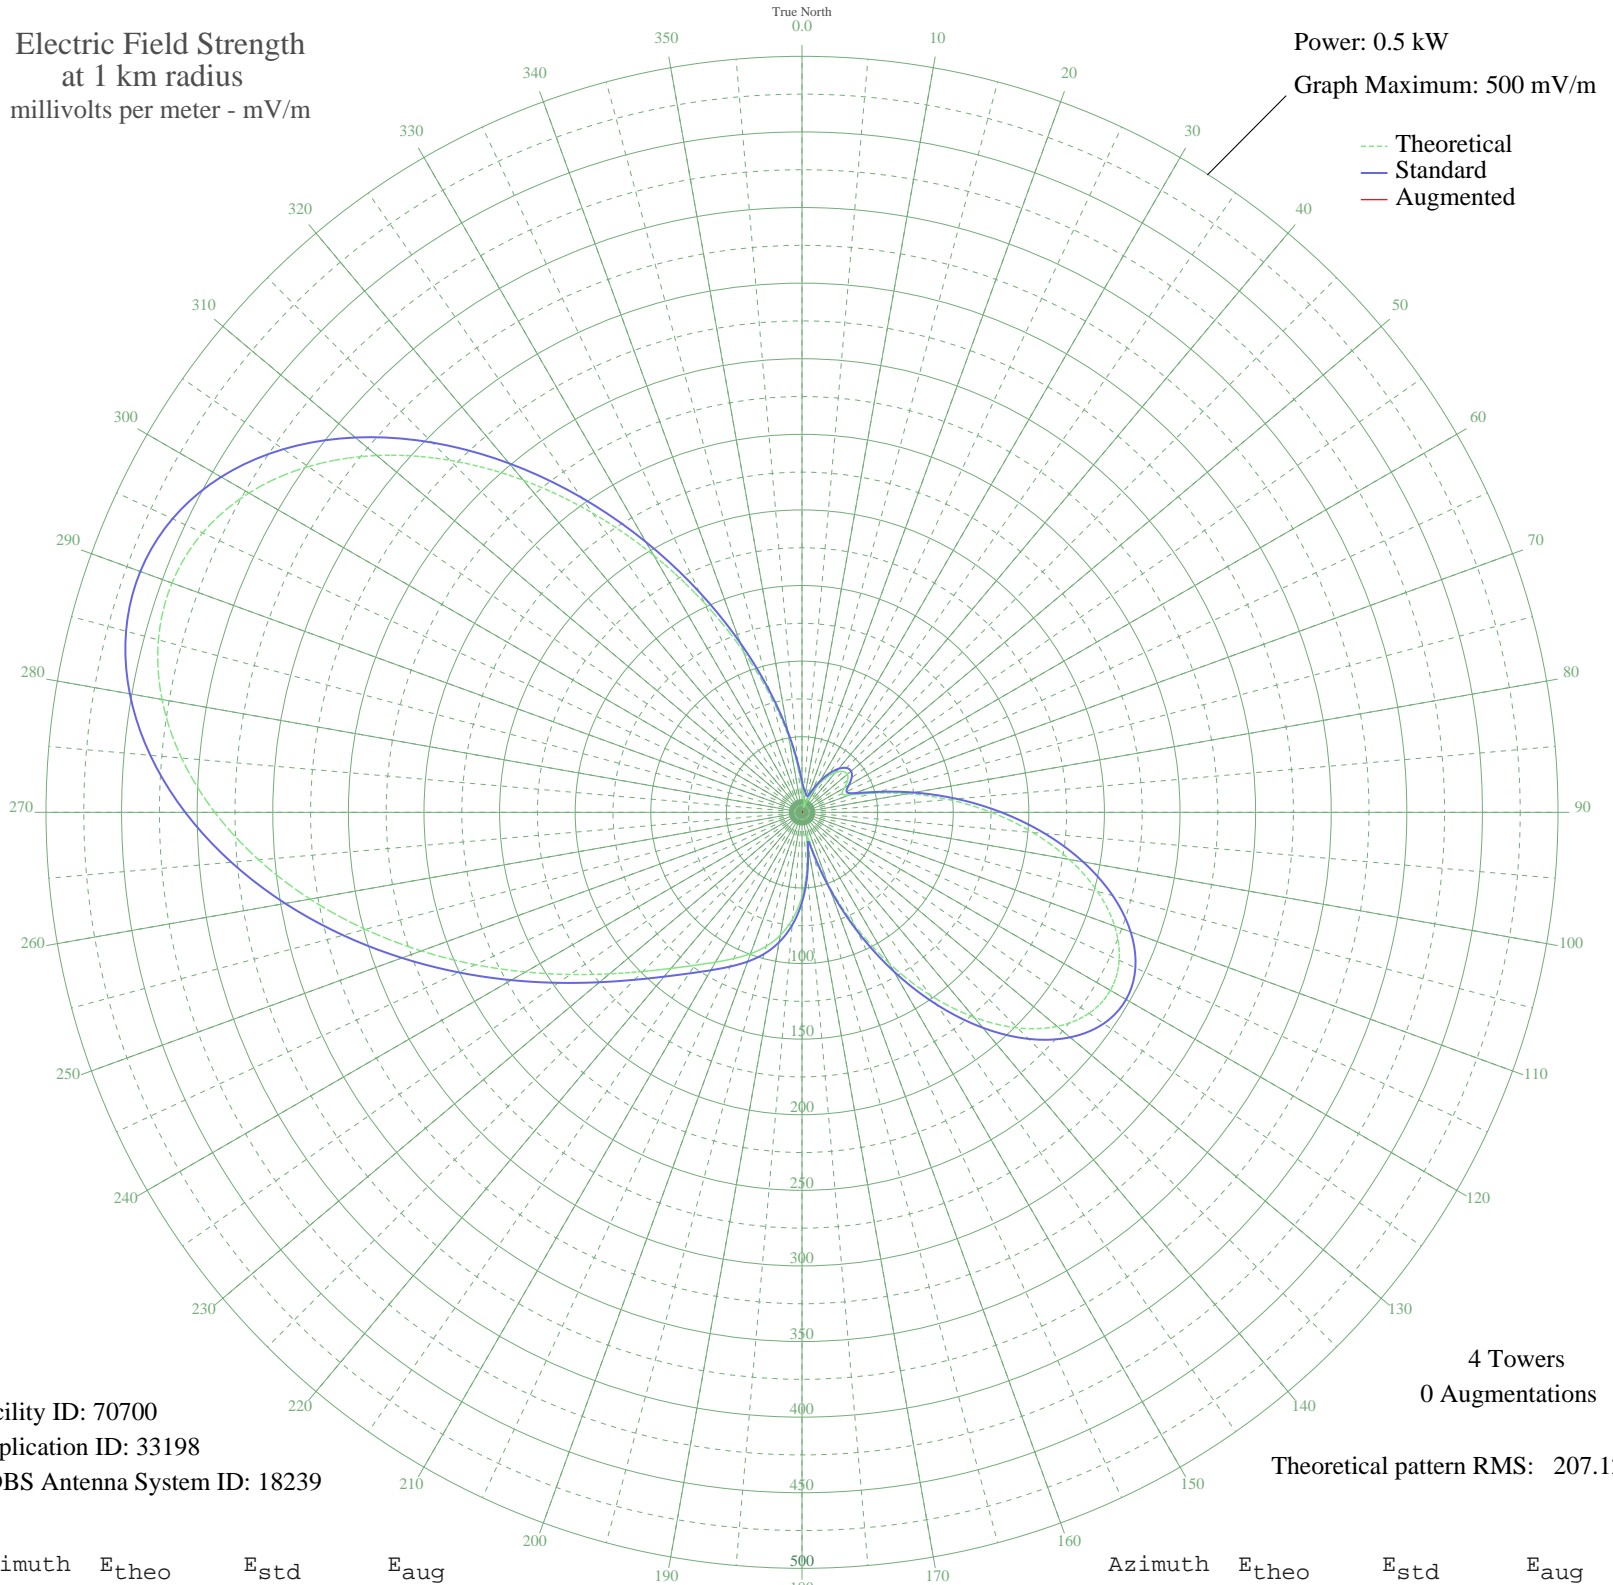 True North
0.0
Electric Field Strength
at 1 km radius
millivolts per meter - mV/m
Power: 0.5 kW
Graph Maximum: 500 mV/m
Theoretical
Standard
Augmented
10
20
30
40
50
60
70
80
90
100
110
120
130
140
150
160
170
190
200
210
220
230
240
250
260
270
280
290
300
310
320
330
340
350
100
150
200
250
300
350
400
450
500
4 Towers
0 Augmentations
Theoretical pattern RMS: 207.1
cility ID: 70700
plication ID: 33198
DBS Antenna System ID: 18239
imuth Etheo Estd Eaug
Azimuth Etheo Estd Eaug